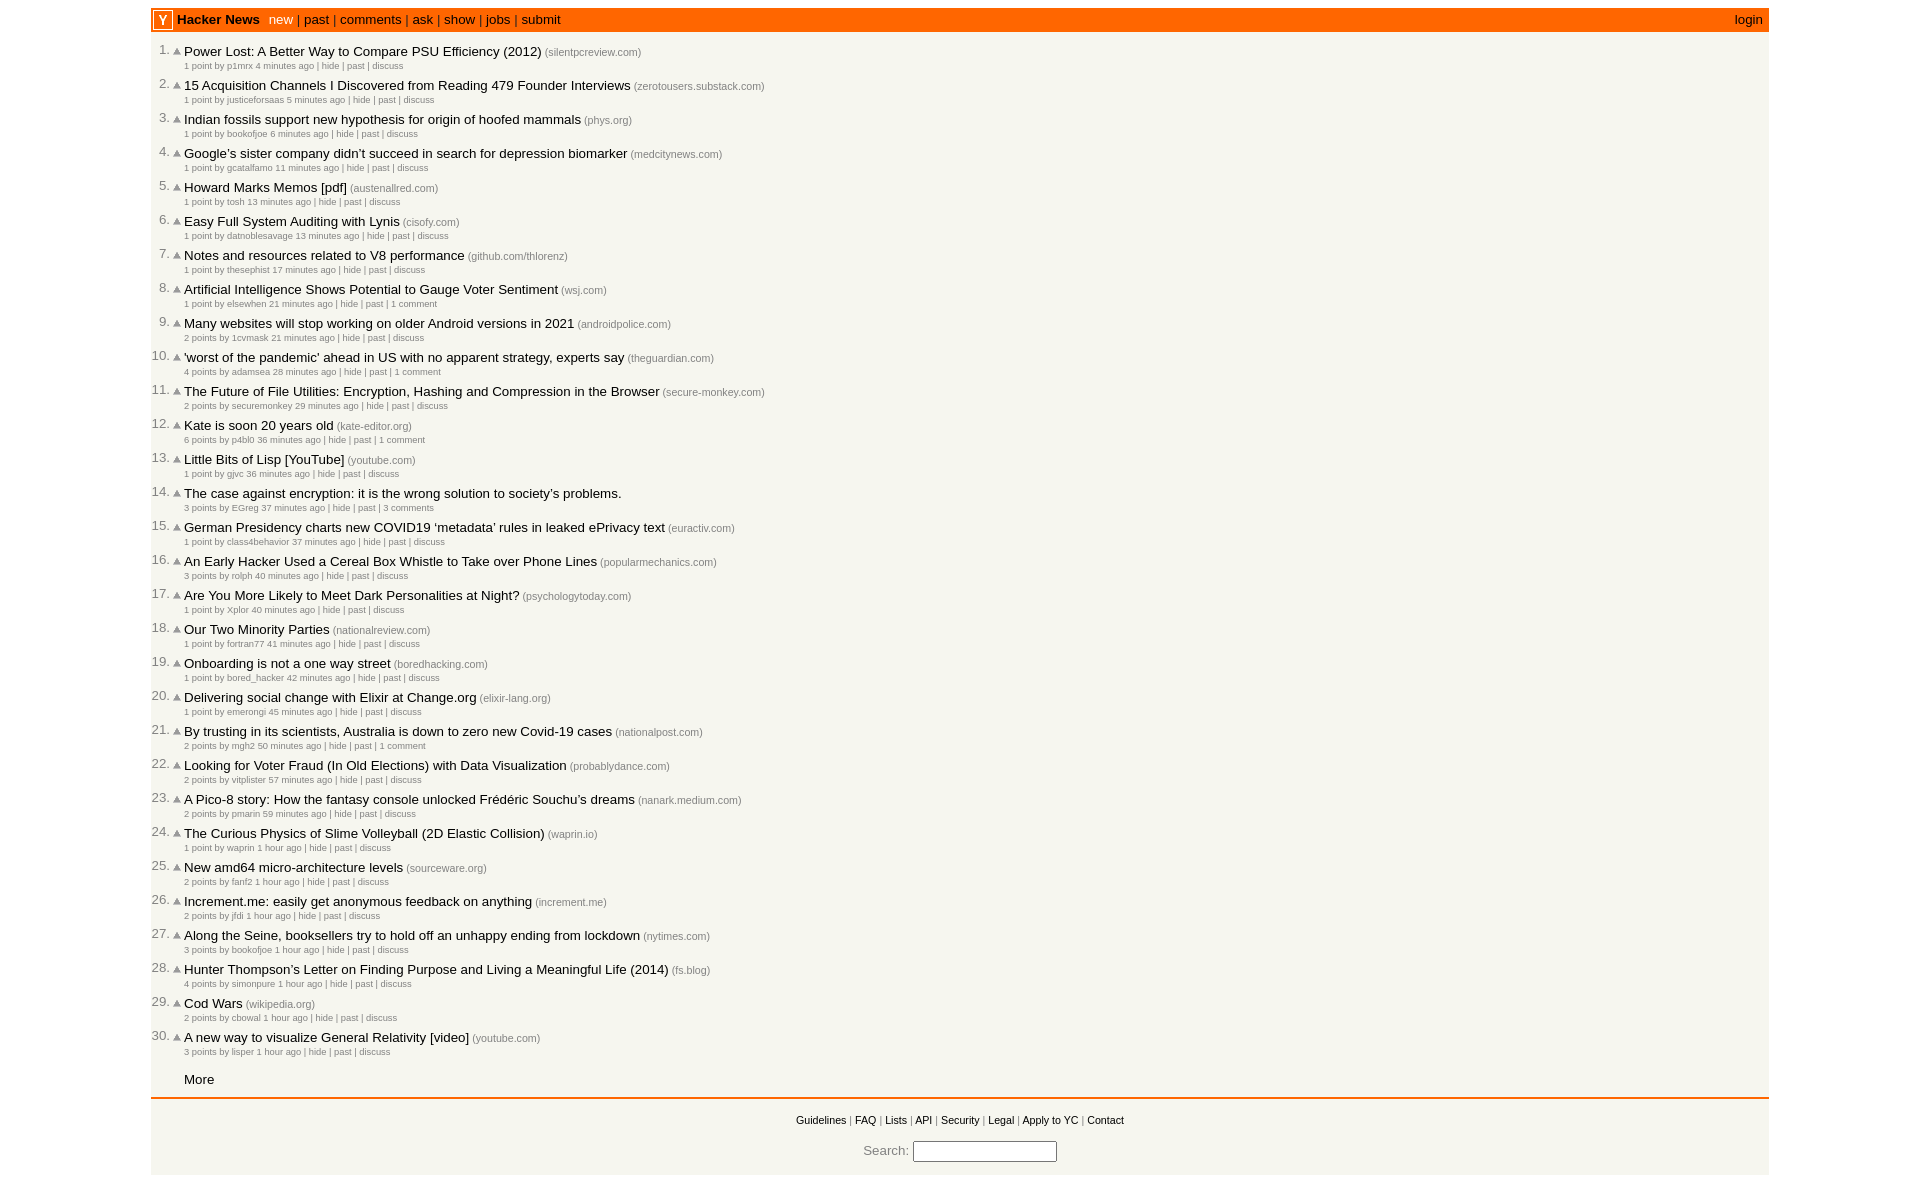 Y Hacker News new | past | comments | ask | show | jobs | submit login
1. Power Lost: A Better Way to Compare PSU Efficiency (2012) (silentpcreview.com)
1 point by p1mrx 4 minutes ago | hide | past | discuss
2. 15 Acquisition Channels I Discovered from Reading 479 Founder Interviews (zerotousers.substack.com)
1 point by justiceforsaas 5 minutes ago | hide | past | discuss
3. Indian fossils support new hypothesis for origin of hoofed mammals (phys.org)
1 point by bookofjoe 6 minutes ago | hide | past | discuss
4. Google’s sister company didn’t succeed in search for depression biomarker (medcitynews.com)
1 point by gcatalfamo 11 minutes ago | hide | past | discuss
5. Howard Marks Memos [pdf] (austenallred.com)
1 point by tosh 13 minutes ago | hide | past | discuss
6. Easy Full System Auditing with Lynis (cisofy.com)
1 point by datnoblesavage 13 minutes ago | hide | past | discuss
7. Notes and resources related to V8 performance (github.com/thlorenz)
1 point by thesephist 17 minutes ago | hide | past | discuss
8. Artificial Intelligence Shows Potential to Gauge Voter Sentiment (wsj.com)
1 point by elsewhen 21 minutes ago | hide | past | 1 comment
9. Many websites will stop working on older Android versions in 2021 (androidpolice.com)
2 points by 1cvmask 21 minutes ago | hide | past | discuss
10. 'worst of the pandemic' ahead in US with no apparent strategy, experts say (theguardian.com)
4 points by adamsea 28 minutes ago | hide | past | 1 comment
11. The Future of File Utilities: Encryption, Hashing and Compression in the Browser (secure-monkey.com)
2 points by securemonkey 29 minutes ago | hide | past | discuss
12. Kate is soon 20 years old (kate-editor.org)
6 points by p4bl0 36 minutes ago | hide | past | 1 comment
13. Little Bits of Lisp [YouTube] (youtube.com)
1 point by gjvc 36 minutes ago | hide | past | discuss
14. The case against encryption: it is the wrong solution to society’s problems.
3 points by EGreg 37 minutes ago | hide | past | 3 comments
15. German Presidency charts new COVID19 ‘metadata’ rules in leaked ePrivacy text (euractiv.com)
1 point by class4behavior 37 minutes ago | hide | past | discuss
16. An Early Hacker Used a Cereal Box Whistle to Take over Phone Lines (popularmechanics.com)
3 points by rolph 40 minutes ago | hide | past | discuss
17. Are You More Likely to Meet Dark Personalities at Night? (psychologytoday.com)
1 point by Xplor 40 minutes ago | hide | past | discuss
18. Our Two Minority Parties (nationalreview.com)
1 point by fortran77 41 minutes ago | hide | past | discuss
19. Onboarding is not a one way street (boredhacking.com)
1 point by bored_hacker 42 minutes ago | hide | past | discuss
20. Delivering social change with Elixir at Change.org (elixir-lang.org)
1 point by emerongi 45 minutes ago | hide | past | discuss
21. By trusting in its scientists, Australia is down to zero new Covid-19 cases (nationalpost.com)
2 points by mgh2 50 minutes ago | hide | past | 1 comment
22. Looking for Voter Fraud (In Old Elections) with Data Visualization (probablydance.com)
2 points by vitplister 57 minutes ago | hide | past | discuss
23. A Pico-8 story: How the fantasy console unlocked Frédéric Souchu’s dreams (nanark.medium.com)
2 points by pmarin 59 minutes ago | hide | past | discuss
24. The Curious Physics of Slime Volleyball (2D Elastic Collision) (waprin.io)
1 point by waprin 1 hour ago | hide | past | discuss
25. New amd64 micro-architecture levels (sourceware.org)
2 points by fanf2 1 hour ago | hide | past | discuss
26. Increment.me: easily get anonymous feedback on anything (increment.me)
2 points by jfdi 1 hour ago | hide | past | discuss
27. Along the Seine, booksellers try to hold off an unhappy ending from lockdown (nytimes.com)
3 points by bookofjoe 1 hour ago | hide | past | discuss
28. Hunter Thompson’s Letter on Finding Purpose and Living a Meaningful Life (2014) (fs.blog)
4 points by simonpure 1 hour ago | hide | past | discuss
29. Cod Wars (wikipedia.org)
2 points by cbowal 1 hour ago | hide | past | discuss
30. A new way to visualize General Relativity [video] (youtube.com)
3 points by lisper 1 hour ago | hide | past | discuss
More
Guidelines | FAQ | Lists | API | Security | Legal | Apply to YC | Contact
Search: